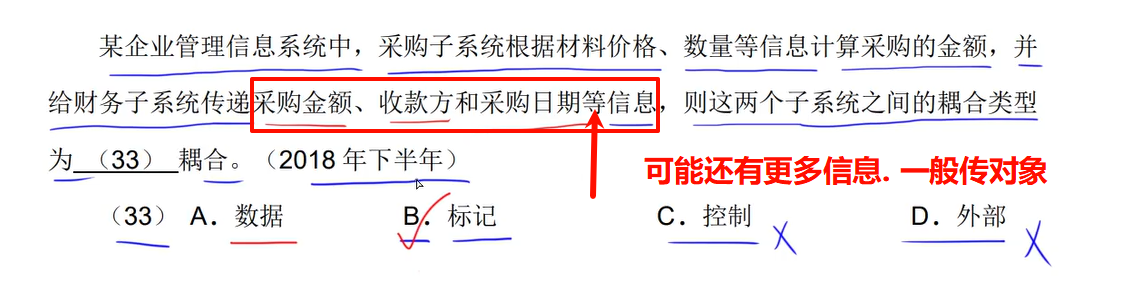 某企业管理信息系统中，采购子系统根据材料价格、数量等信息计算采购的金额，并
给财务子系统传递采购金额、收款方和采购日期等信息，则这两个子系统之间的耦合类型
为 （33） 耦合。（2018 年下半年）
可能还有更多信息. 一般传对象
（33） A．数据 B．标记 C．控制 D．外部